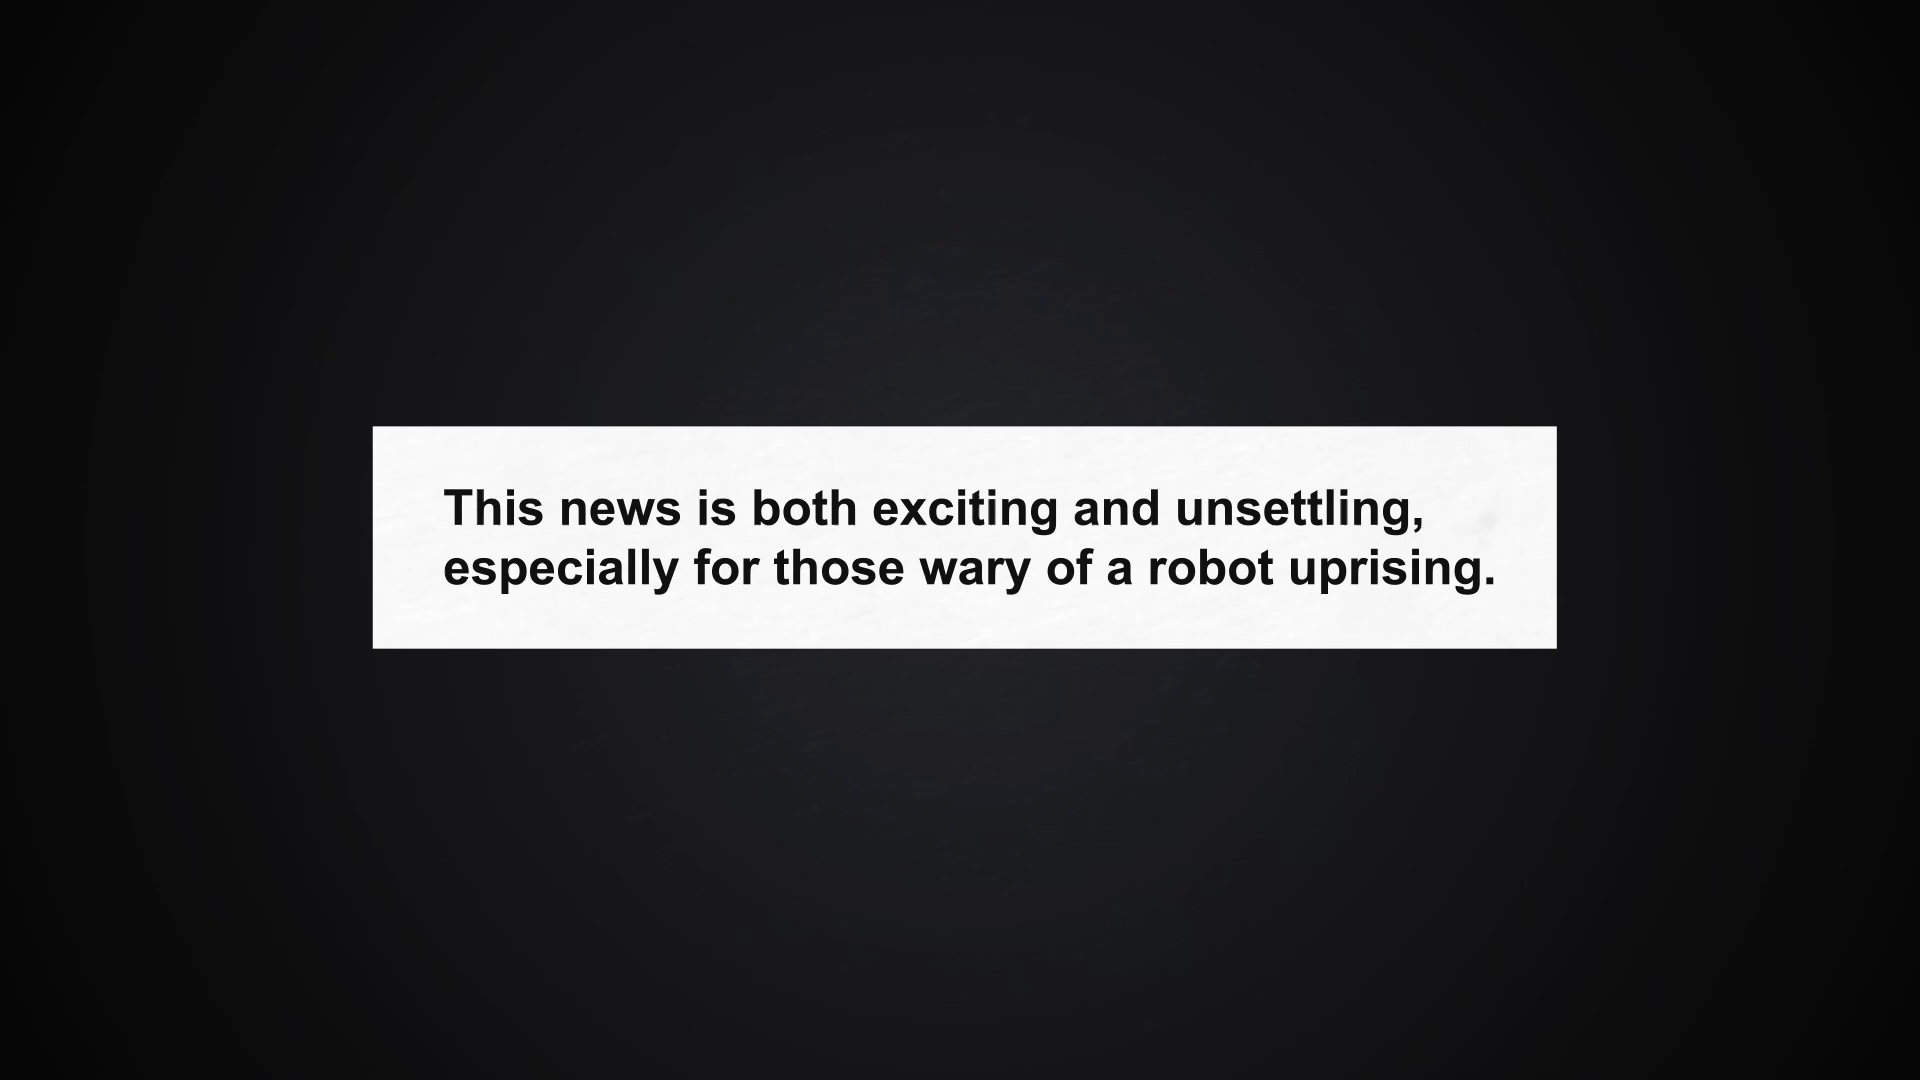 This news is both exciting and unsettling,
especially for those wary of a robot uprising.